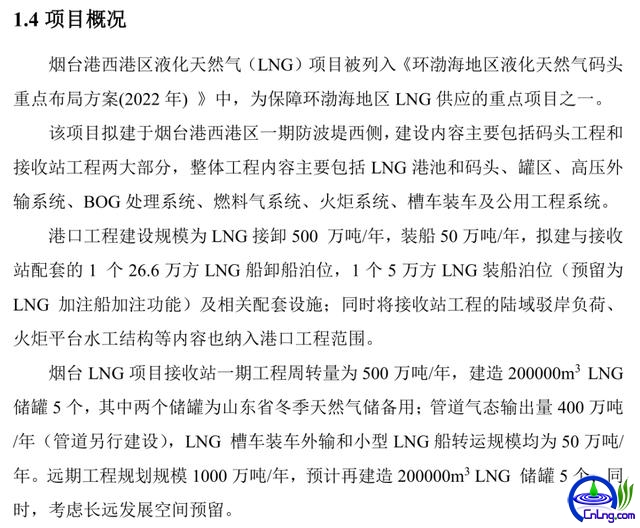 1.4 项目概况
烟台港西港区液化天然气（LNG）项目被列入《环渤海地区液化天然气码头
重点布局方案(2022 年) 》中，为保障环渤海地区 LNG 供应的重点项目之一。
该项目拟建于烟台港西港区一期防波堤西侧，建设内容主要包括码头工程和
接收站工程两大部分，整体工程内容主要包括 LNG 港池和码头、罐区、高压外
输系统、BOG 处理系统、燃料气系统、火炬系统、槽车装车及公用工程系统。
港口工程建设规模为 LNG 接卸 500 万吨/年，装船 50 万吨/年，拟建与接收
站配套的 1 个 26.6 万方 LNG 船卸船泊位，1 个 5 万方 LNG 装船泊位（预留为
LNG 加注船加注功能）及相关配套设施；同时将接收站工程的陆域驳岸负荷、
火炬平台水工结构等内容也纳入港口工程范围。
烟台 LNG 项目接收站一期工程周转量为 500 万吨/年，建造 200000m³ LNG
储罐 5 个，其中两个储罐为山东省冬季天然气储备用；管道气态输出量 400 万吨
/年（管道另行建设），LNG 槽车装车外输和小型 LNG 船转运规模均为 50 万吨/
年。远期工程规划规模 1000 万吨/年，预计再建造 200000m³ LNG 储罐 5 个。同
时，考虑长远发展空间预留。
CnLng.com